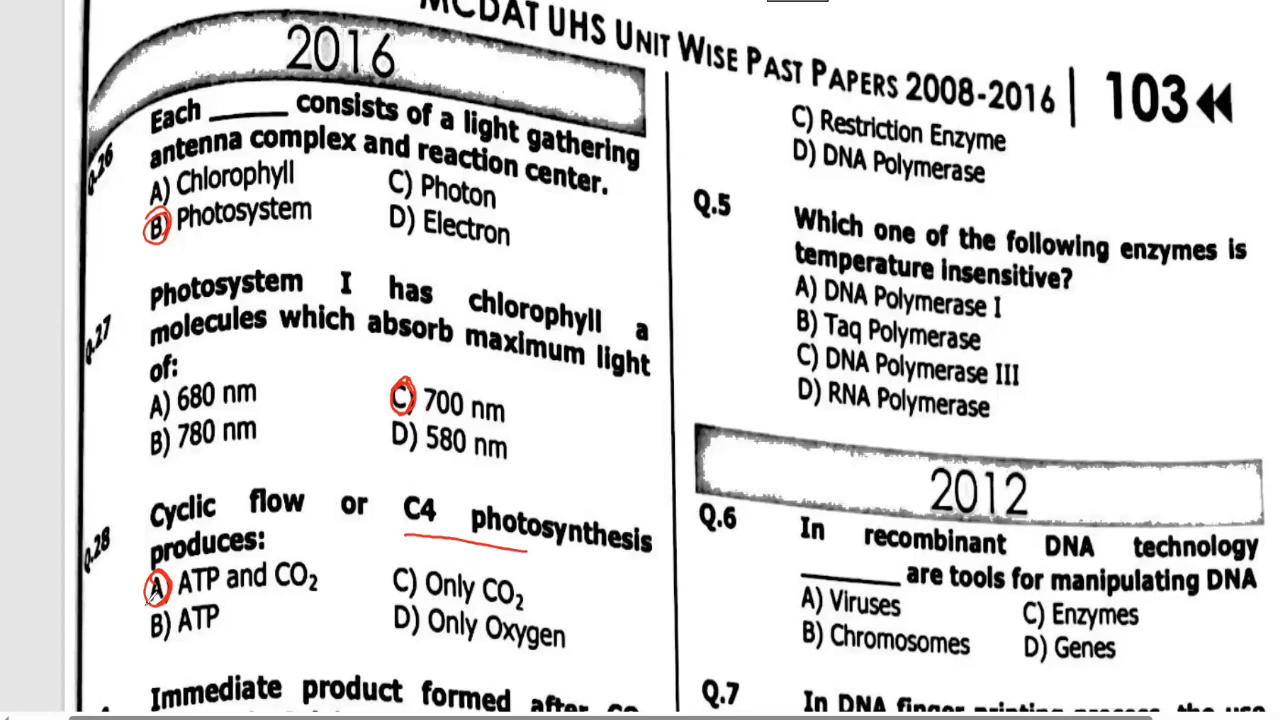 MCDAT UHS UNIT WISE PAST PAPERS 2008-2016 | 103
2016
Q.26
Each ______ consists of a light gathering
antenna complex and reaction center.
A) Chlorophyll
C) Photon
B) Photosystem
D) Electron
Q.27
Photosystem I has chlorophyll a
molecules which absorb maximum light
of:
A) 680 nm
C) 700 nm
B) 780 nm
D) 580 nm
Q.28
Cyclic flow or C4 photosynthesis
produces:
A) ATP and CO₂
C) Only CO₂
B) ATP
D) Only Oxygen
Immediate product formed after
C) Restriction Enzyme
D) DNA Polymerase
Q.5
Which one of the following enzymes is
temperature insensitive?
A) DNA Polymerase I
B) Taq Polymerase
C) DNA Polymerase III
D) RNA Polymerase
2012
Q.6
In recombinant DNA technology
______ are tools for manipulating DNA
A) Viruses
C) Enzymes
B) Chromosomes
D) Genes
Q.7
In DNA finger printing process, the use